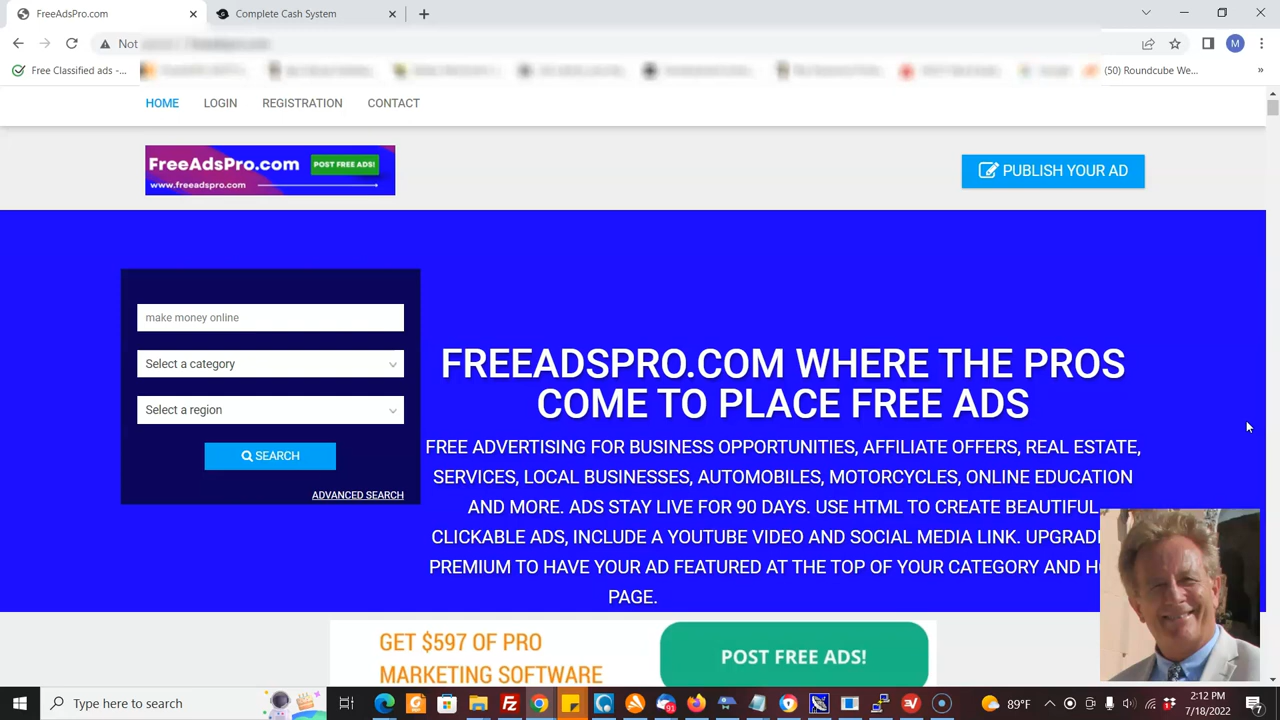 FreeAdsPro.com
Complete Cash System
Not
Free Classified ads -...
(50) Roundcube We...
HOME LOGIN REGISTRATION CONTACT
FreeAdsPro.com POST FREE ADS!
www.freeadspro.com
PUBLISH YOUR AD
make money online
Select a category
Select a region
SEARCH
ADVANCED SEARCH
FREEADSPRO.COM WHERE THE PROS
COME TO PLACE FREE ADS
FREE ADVERTISING FOR BUSINESS OPPORTUNITIES, AFFILIATE OFFERS, REAL ESTATE,
SERVICES, LOCAL BUSINESSES, AUTOMOBILES, MOTORCYCLES, ONLINE EDUCATION
AND MORE. ADS STAY LIVE FOR 90 DAYS. USE HTML TO CREATE BEAUTIFUL
CLICKABLE ADS, INCLUDE A YOUTUBE VIDEO AND SOCIAL MEDIA LINK. UPGRAD
PREMIUM TO HAVE YOUR AD FEATURED AT THE TOP OF YOUR CATEGORY AND HO
PAGE.
GET $597 OF PRO
MARKETING SOFTWARE
POST FREE ADS!
Type here to search
89°F
2:12 PM
7/18/2022